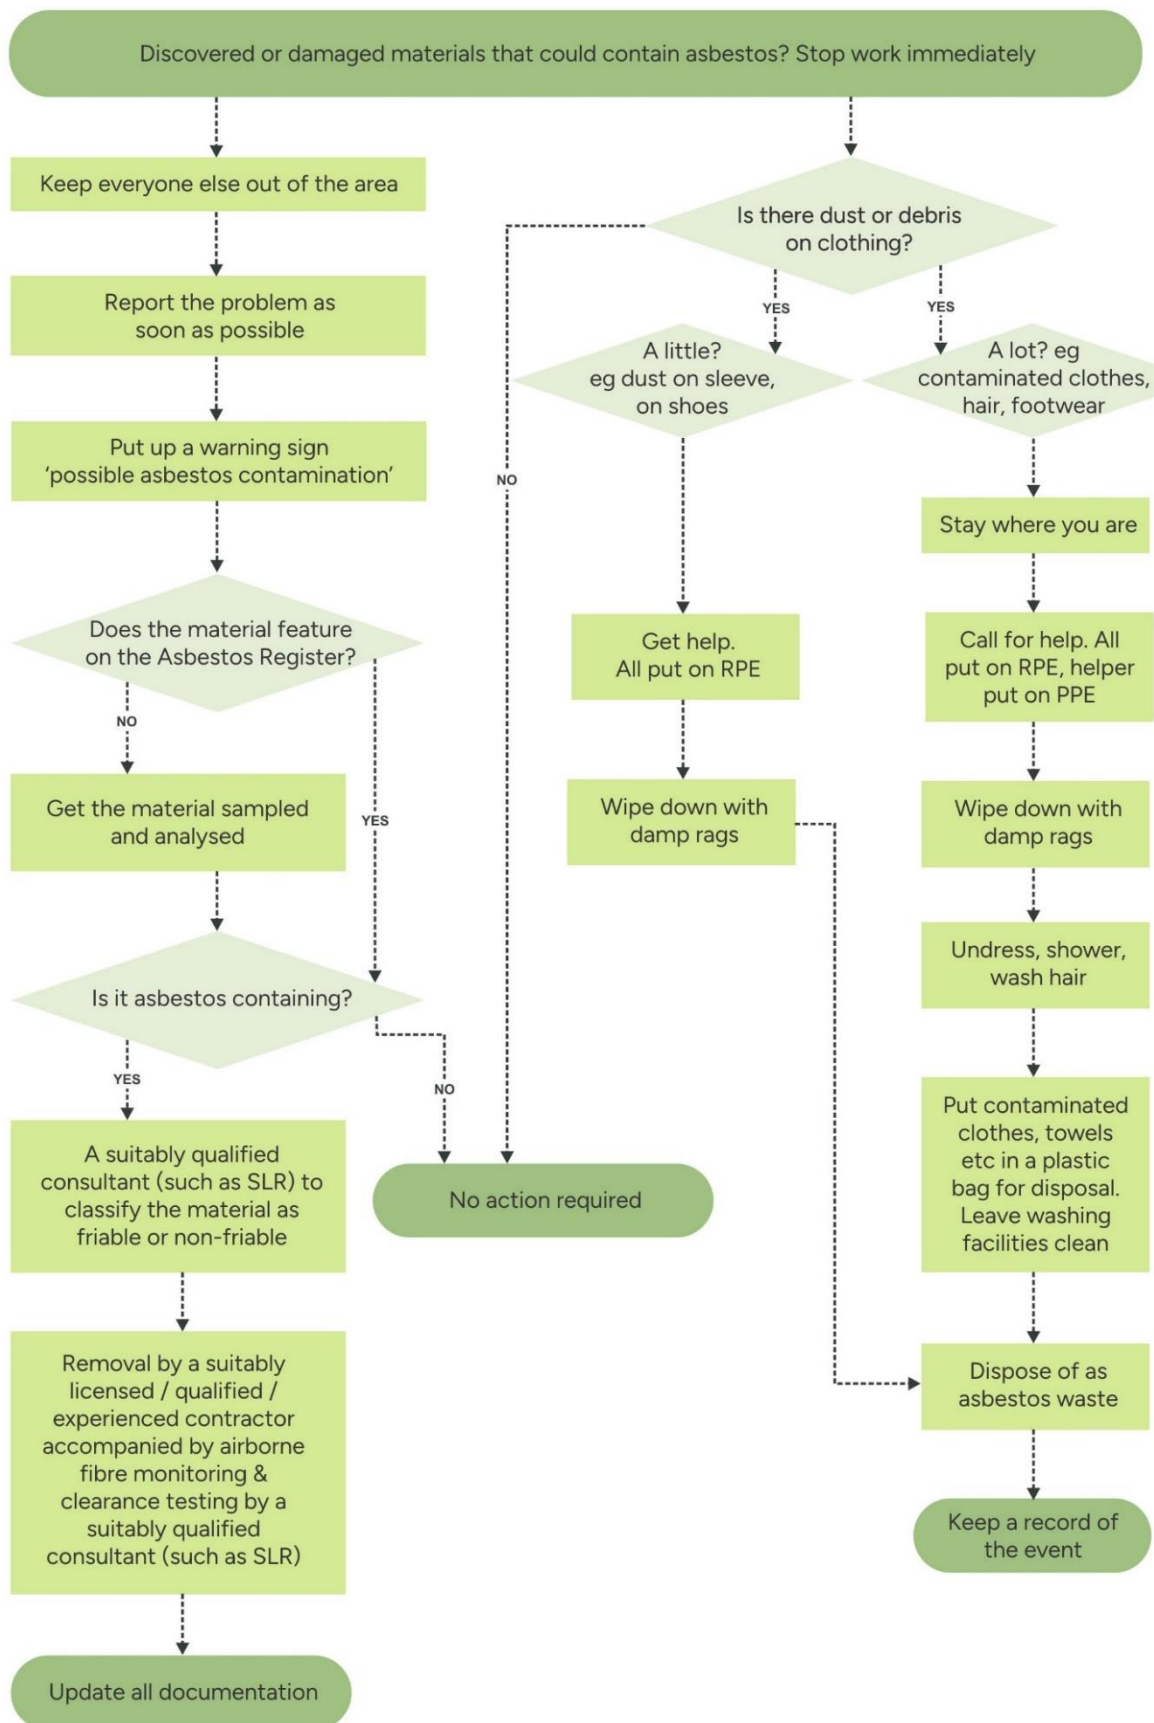 Discovered or damaged materials that could contain asbestos? Stop work immediately
Keep everyone else out of the area
Report the problem as
soon as possible
Put up a warning sign
‘possible asbestos contamination’
Does the material feature
on the Asbestos Register?
NO
YES
Get the material sampled
and analysed
Is it asbestos containing?
YES
NO
A suitably qualified
consultant (such as SLR) to
classify the material as
friable or non-friable
Removal by a suitably
licensed / qualified /
experienced contractor
accompanied by airborne
fibre monitoring &
clearance testing by a
suitably qualified
consultant (such as SLR)
Update all documentation
Is there dust or debris
on clothing?
NO
No action required
YES
A little?
eg dust on sleeve,
on shoes
Get help.
All put on RPE
Wipe down with
damp rags
YES
A lot? eg
contaminated clothes,
hair, footwear
Stay where you are
Call for help. All
put on RPE, helper
put on PPE
Wipe down with
damp rags
Undress, shower,
wash hair
Put contaminated
clothes, towels
etc in a plastic
bag for disposal.
Leave washing
facilities clean
Dispose of as
asbestos waste
Keep a record of
the event